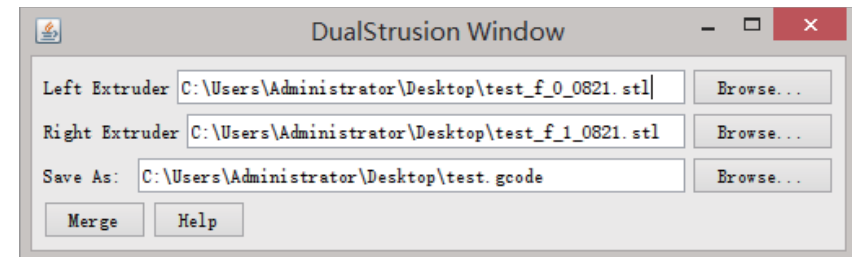 DualStrusion Window
Left Extruder C:\Users\Administrator\Desktop\test_f_0_0821.stl Browse...
Right Extruder C:\Users\Administrator\Desktop\test_f_1_0821.stl Browse...
Save As: C:\Users\Administrator\Desktop\test.gcode Browse...
Merge Help